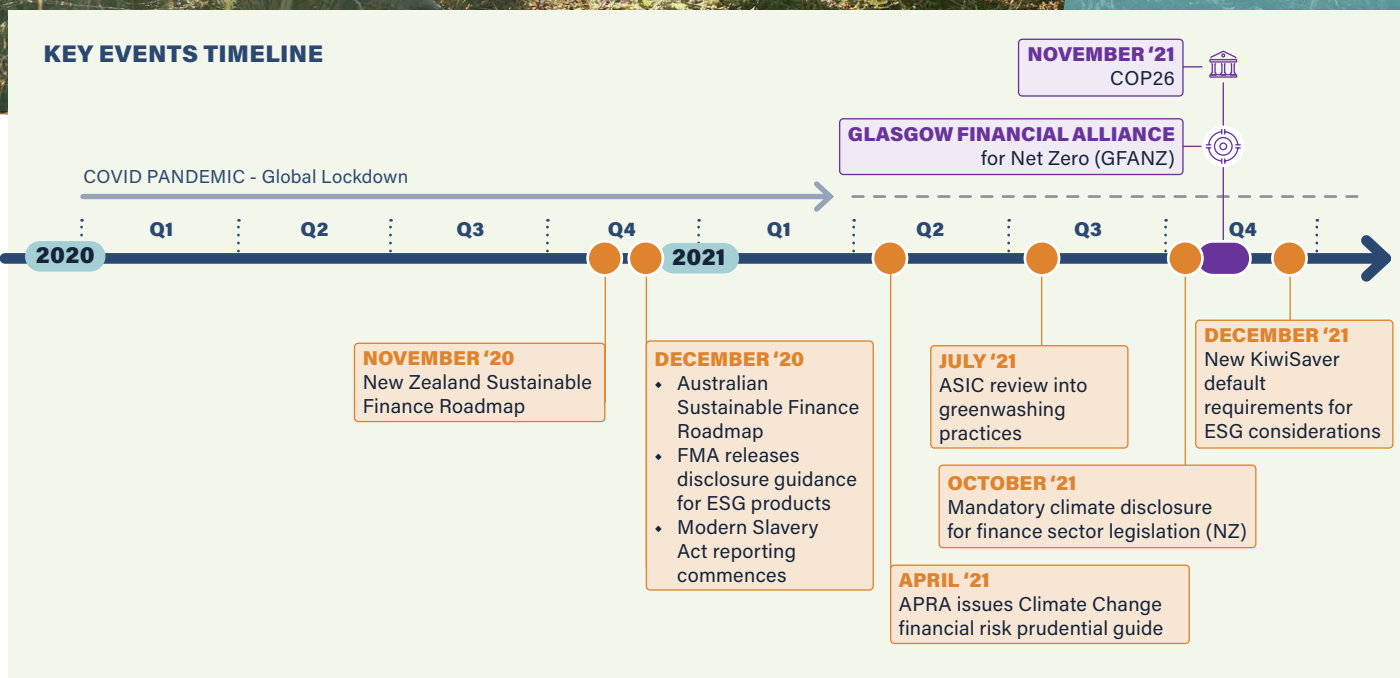 KEY EVENTS TIMELINE
NOVEMBER ‘21
COP26
GLASGOW FINANCIAL ALLIANCE
for Net Zero (GFANZ)
COVID PANDEMIC - Global Lockdown
Q1
Q2
Q3
Q4
Q1
Q2
Q3
Q4
2020
2021
NOVEMBER ‘20
New Zealand Sustainable
Finance Roadmap
DECEMBER ‘20
• Australian
Sustainable Finance
Roadmap
• FMA releases
disclosure guidance
for ESG products
• Modern Slavery
Act reporting
commences
JULY ‘21
ASIC review into
greenwashing
practices
DECEMBER ‘21
New KiwiSaver
default
requirements for
ESG considerations
OCTOBER ‘21
Mandatory climate disclosure
for finance sector legislation (NZ)
APRIL ‘21
APRA issues Climate Change
financial risk prudential guide